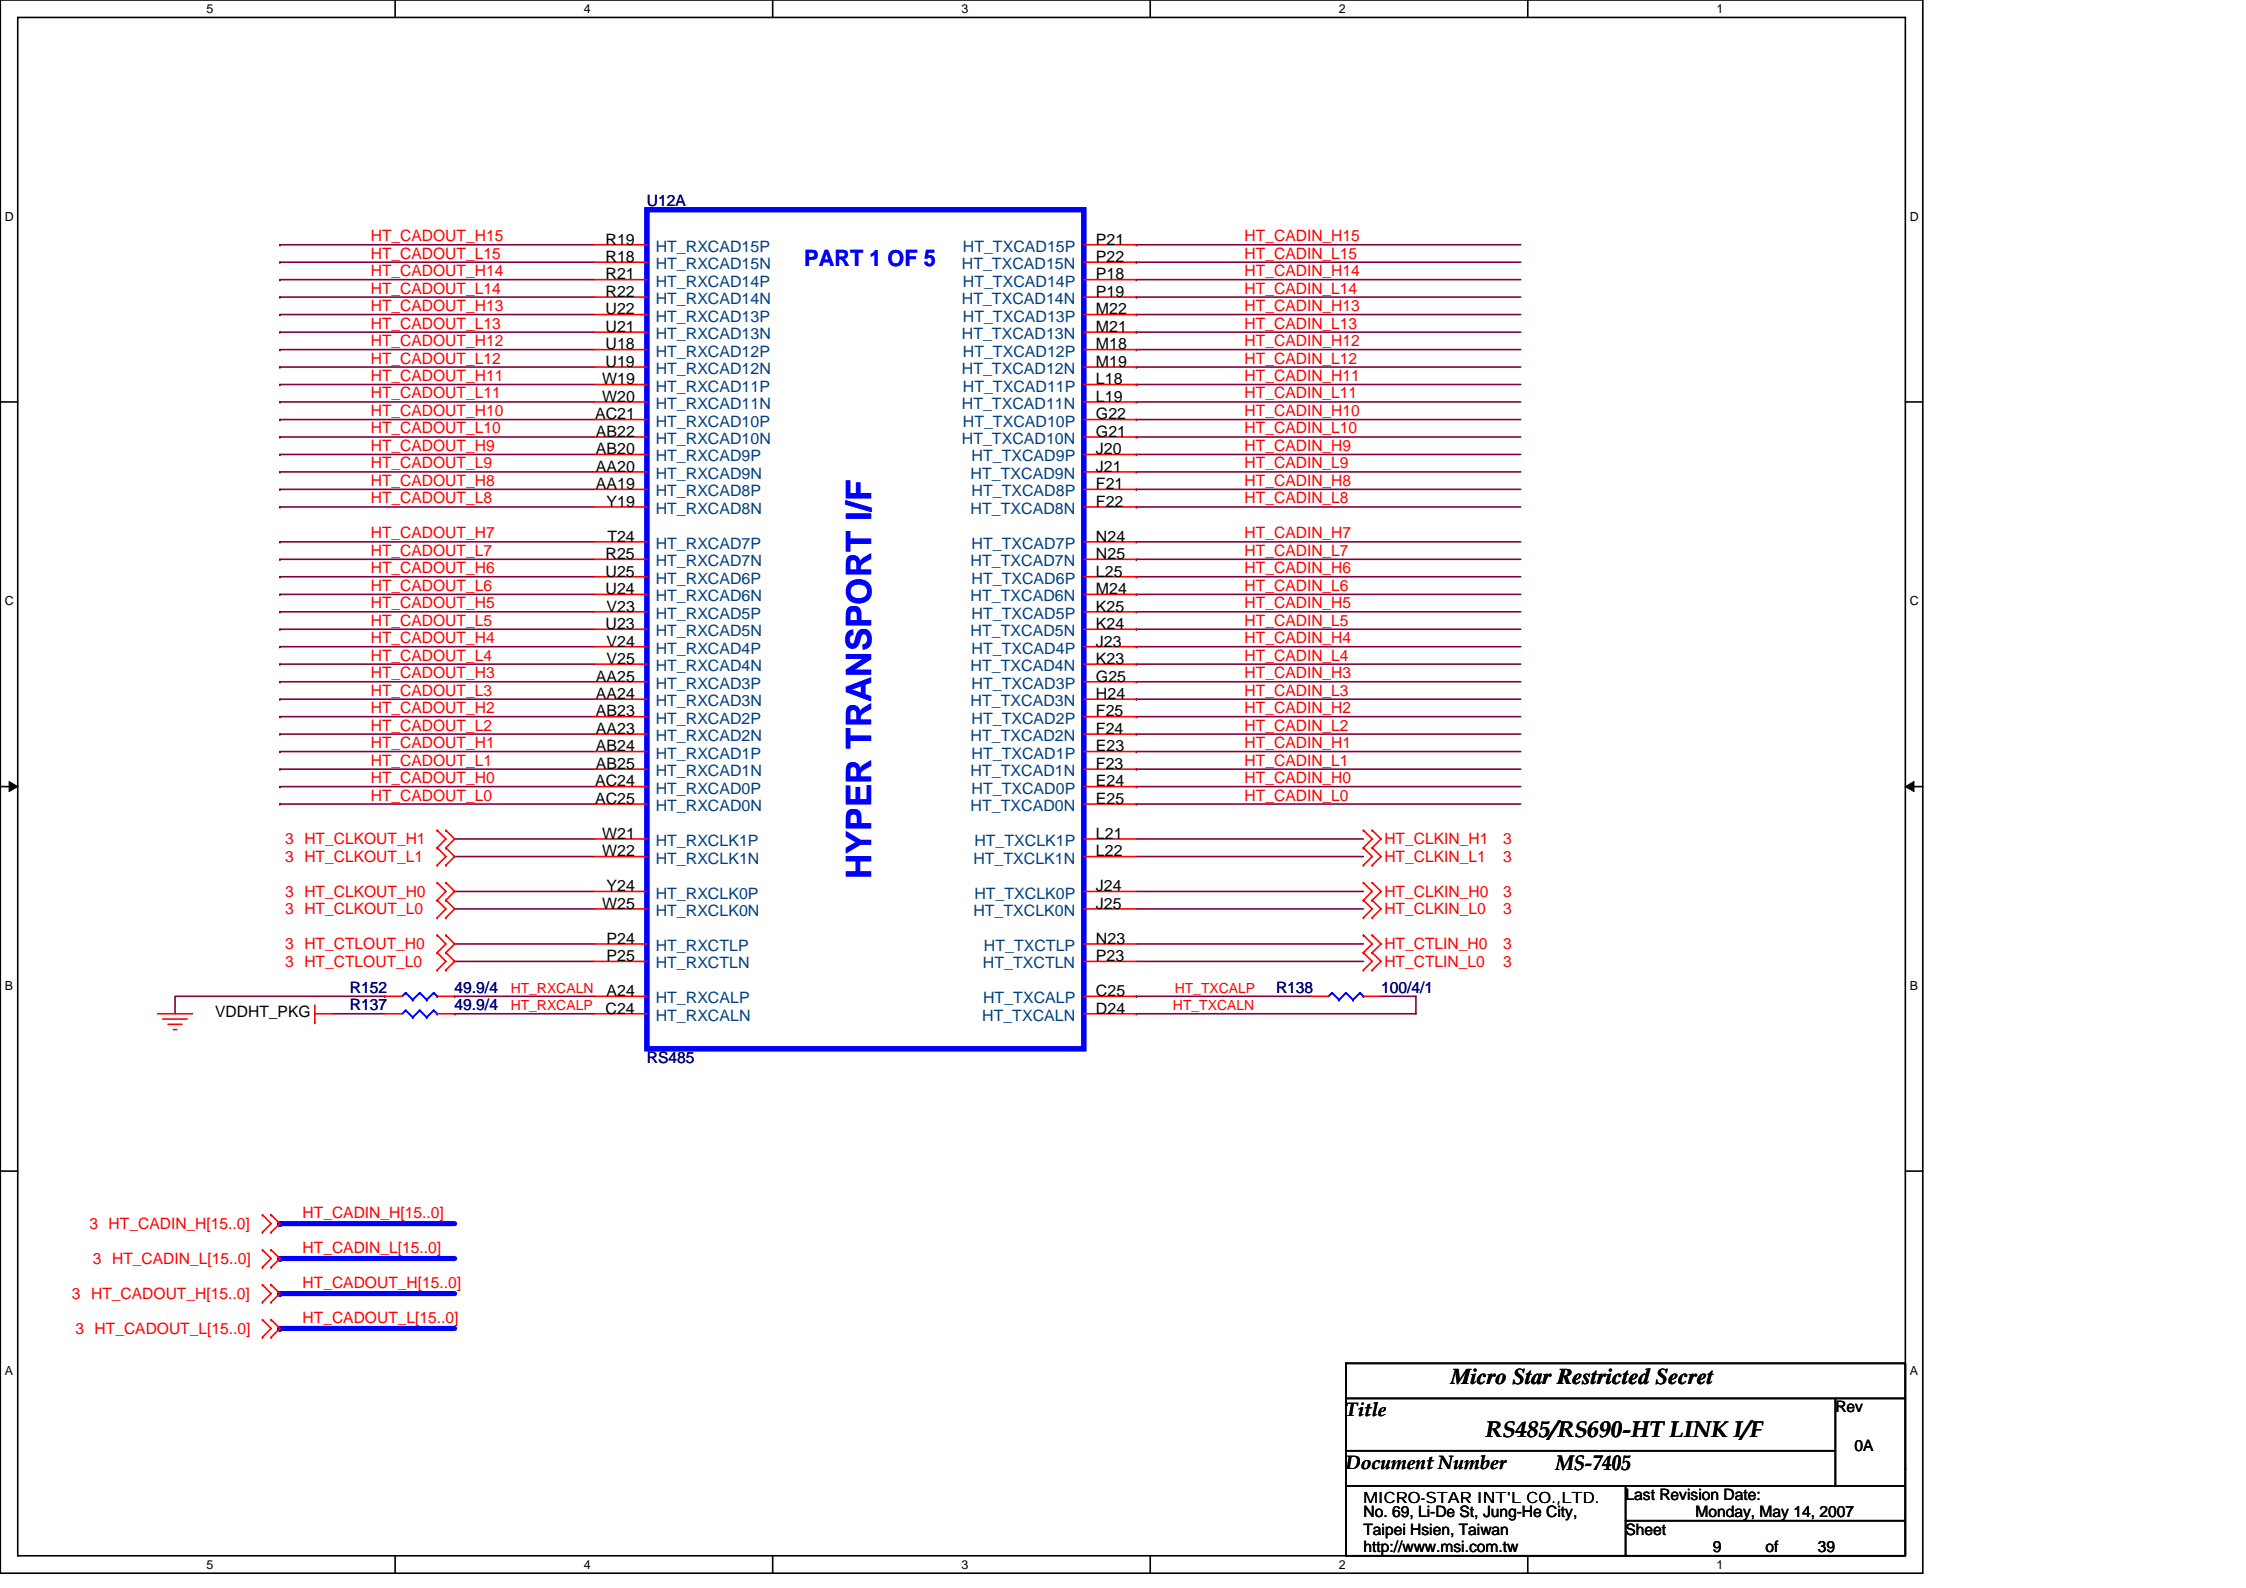 5 4 3 2 1
U12A
PART 1 OF 5
HT_CADOUT_H15 R19 HT_RXCAD15P HT_TXCAD15P P21 HT_CADIN_H15
HT_CADOUT_L15 R18 HT_RXCAD15N HT_TXCAD15N P22 HT_CADIN_L15
D D
HT_CADOUT_H14 R21 HT_RXCAD14P HT_TXCAD14P P18 HT_CADIN_H14
HT_CADOUT_L14 R22 HT_RXCAD14N HT_TXCAD14N P19 HT_CADIN_L14
HT_CADOUT_H13 U22 HT_RXCAD13P HT_TXCAD13P M22 HT_CADIN_H13
HT_CADOUT_L13 U21 HT_RXCAD13N HT_TXCAD13N M21 HT_CADIN_L13
HT_CADOUT_H12 U18 HT_RXCAD12P HT_TXCAD12P M18 HT_CADIN_H12
HT_CADOUT_L12 U19 HT_RXCAD12N HT_TXCAD12N M19 HT_CADIN_L12
HT_CADOUT_H11 W19 HT_RXCAD11P HT_TXCAD11P L18 HT_CADIN_H11
HT_CADOUT_L11 W20 HT_RXCAD11N HT_TXCAD11N L19 HT_CADIN_L11
HT_CADOUT_H10 AC21 HT_RXCAD10P HT_TXCAD10P G22 HT_CADIN_H10
HT_CADOUT_L10 AB22 HT_RXCAD10N HT_TXCAD10N G21 HT_CADIN_L10
HT_CADOUT_H9 AB20 HT_RXCAD9P HT_TXCAD9P J20 HT_CADIN_H9
HT_CADOUT_L9 AA20 HT_RXCAD9N HT_TXCAD9N J21 HT_CADIN_L9
HT_CADOUT_H8 AA19 HT_RXCAD8P HT_TXCAD8P F21 HT_CADIN_H8
HT_CADOUT_L8 Y19 HT_RXCAD8N HT_TXCAD8N F22 HT_CADIN_L8
HYPER TRANSPORT I/F
HT_CADOUT_H7 T24 HT_RXCAD7P HT_TXCAD7P N24 HT_CADIN_H7
HT_CADOUT_L7 R25 HT_RXCAD7N HT_TXCAD7N N25 HT_CADIN_L7
HT_CADOUT_H6 U25 HT_RXCAD6P HT_TXCAD6P L25 HT_CADIN_H6
HT_CADOUT_L6 U24 HT_RXCAD6N HT_TXCAD6N M24 HT_CADIN_L6
C C
HT_CADOUT_H5 V23 HT_RXCAD5P HT_TXCAD5P K25 HT_CADIN_H5
HT_CADOUT_L5 U23 HT_RXCAD5N HT_TXCAD5N K24 HT_CADIN_L5
HT_CADOUT_H4 V24 HT_RXCAD4P HT_TXCAD4P J23 HT_CADIN_H4
HT_CADOUT_L4 V25 HT_RXCAD4N HT_TXCAD4N K23 HT_CADIN_L4
HT_CADOUT_H3 AA25 HT_RXCAD3P HT_TXCAD3P G25 HT_CADIN_H3
HT_CADOUT_L3 AA24 HT_RXCAD3N HT_TXCAD3N H24 HT_CADIN_L3
HT_CADOUT_H2 AB23 HT_RXCAD2P HT_TXCAD2P F25 HT_CADIN_H2
HT_CADOUT_L2 AA23 HT_RXCAD2N HT_TXCAD2N F24 HT_CADIN_L2
HT_CADOUT_H1 AB24 HT_RXCAD1P HT_TXCAD1P E23 HT_CADIN_H1
HT_CADOUT_L1 AB25 HT_RXCAD1N HT_TXCAD1N F23 HT_CADIN_L1
HT_CADOUT_H0 AC24 HT_RXCAD0P HT_TXCAD0P E24 HT_CADIN_H0
HT_CADOUT_L0 AC25 HT_RXCAD0N HT_TXCAD0N E25 HT_CADIN_L0
3 HT_CLKOUT_H1 W21 HT_RXCLK1P HT_TXCLK1P L21 HT_CLKIN_H1 3
3 HT_CLKOUT_L1 W22 HT_RXCLK1N HT_TXCLK1N L22 HT_CLKIN_L1 3
3 HT_CLKOUT_H0 Y24 HT_RXCLK0P HT_TXCLK0P J24 HT_CLKIN_H0 3
3 HT_CLKOUT_L0 W25 HT_RXCLK0N HT_TXCLK0N J25 HT_CLKIN_L0 3
3 HT_CTLOUT_H0 P24 HT_RXCTLP HT_TXCTLP N23 HT_CTLIN_H0 3
3 HT_CTLOUT_L0 P25 HT_RXCTLN HT_TXCTLN P23 HT_CTLIN_L0 3
B B
R152 49.9/4 HT_RXCALN A24 HT_RXCALP HT_TXCALP C25 HT_TXCALP R138 100/4/1
VDDHT_PKG R137 49.9/4 HT_RXCALP C24 HT_RXCALN HT_TXCALN D24 HT_TXCALN
RS485
3 HT_CADIN_H[15..0] HT_CADIN_H[15..0]
3 HT_CADIN_L[15..0] HT_CADIN_L[15..0]
3 HT_CADOUT_H[15..0] HT_CADOUT_H[15..0]
3 HT_CADOUT_L[15..0] HT_CADOUT_L[15..0]
A A
Micro Star Restricted Secret
Title Rev
RS485/RS690-HT LINK I/F
0A
Document Number MS-7405
MICRO-STAR INT'L CO.,LTD.
No. 69, Li-De St, Jung-He City,
Taipei Hsien, Taiwan
http://www.msi.com.tw
Last Revision Date:
Monday, May 14, 2007
Sheet
9 of 39
5 4 3 2 1